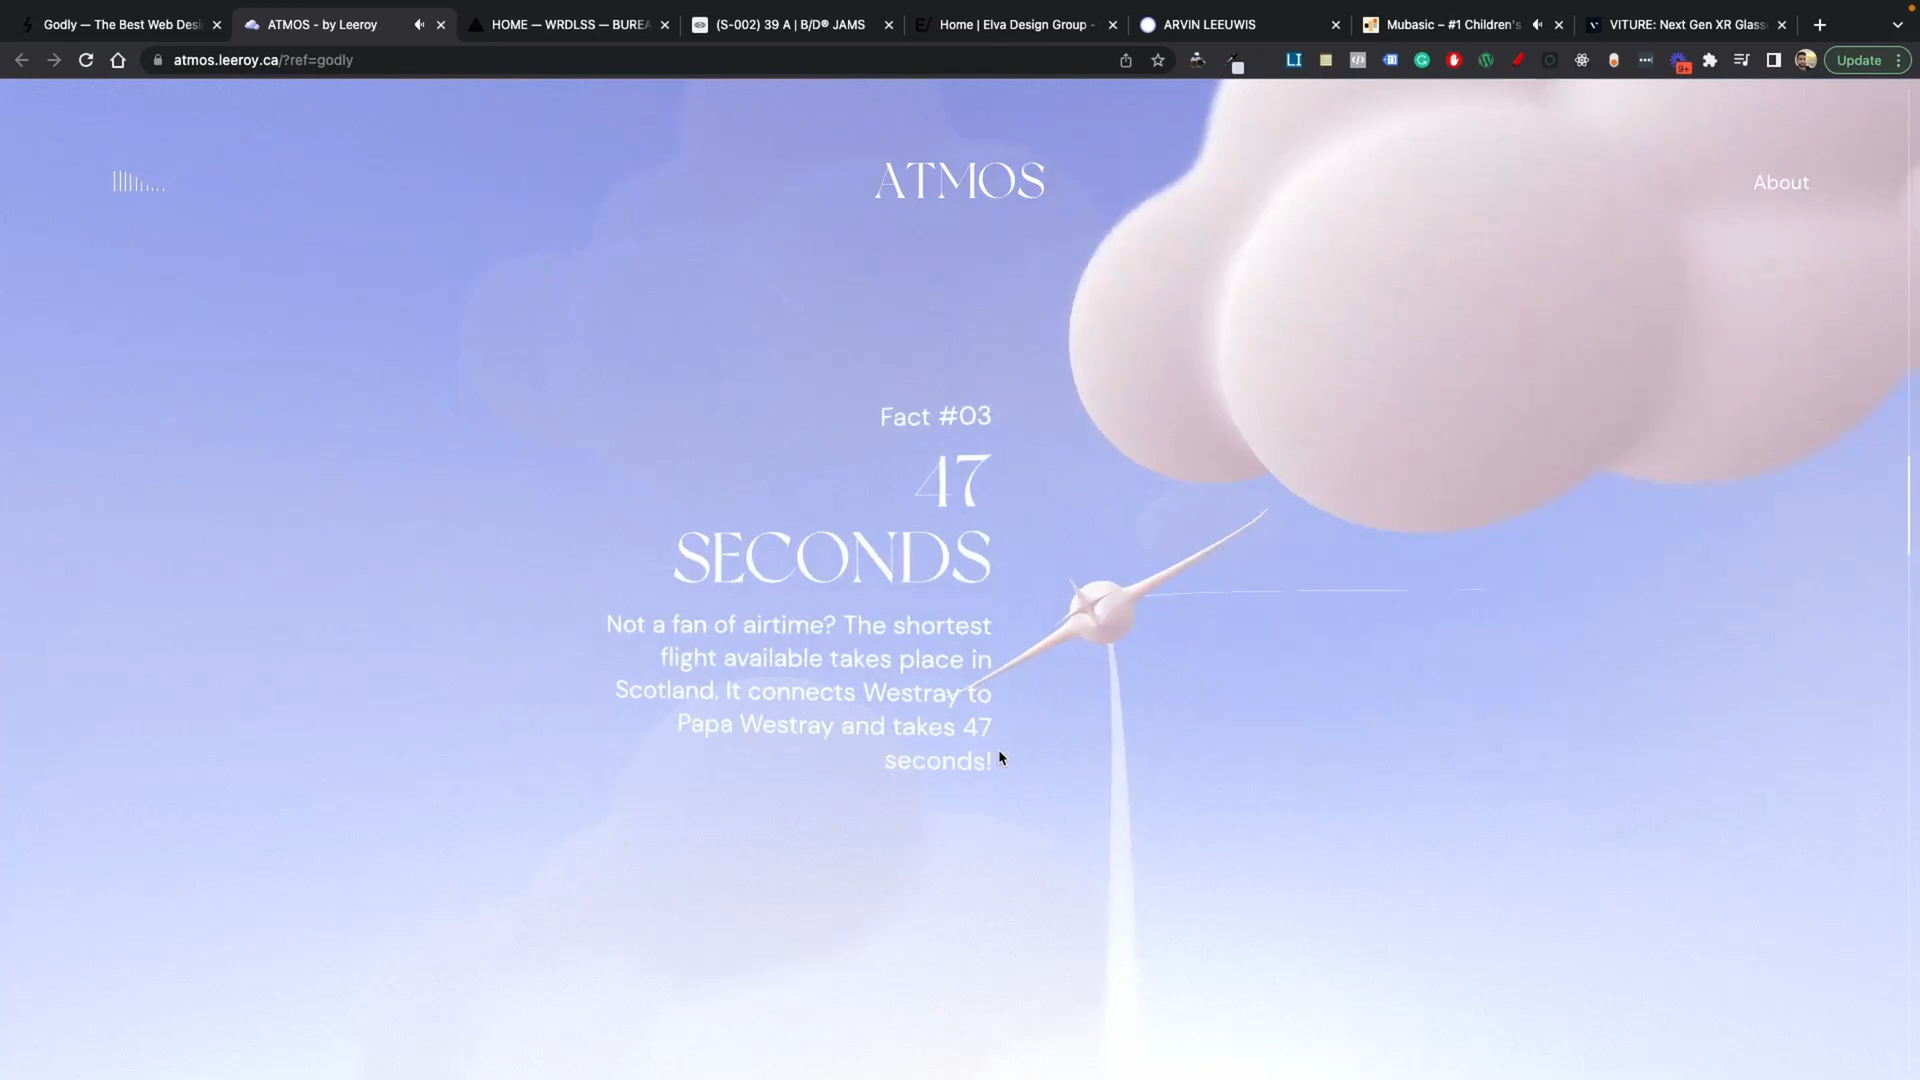 Godly — The Best Web Desi
ATMOS - by Leeroy
HOME — WRDLSS — BUREA
(S-002) 39 A | B/D® JAMS
Home | Elva Design Group -
ARVIN LEEUWIS
Mubasic – #1 Children's
VITURE: Next Gen XR Glass
atmos.leeroy.ca/?ref=godly
LI
9+
Update
ATMOS
About
Fact #03
47
SECONDS
Not a fan of airtime? The shortest
flight available takes place in
Scotland. It connects Westray to
Papa Westray and takes 47
seconds!